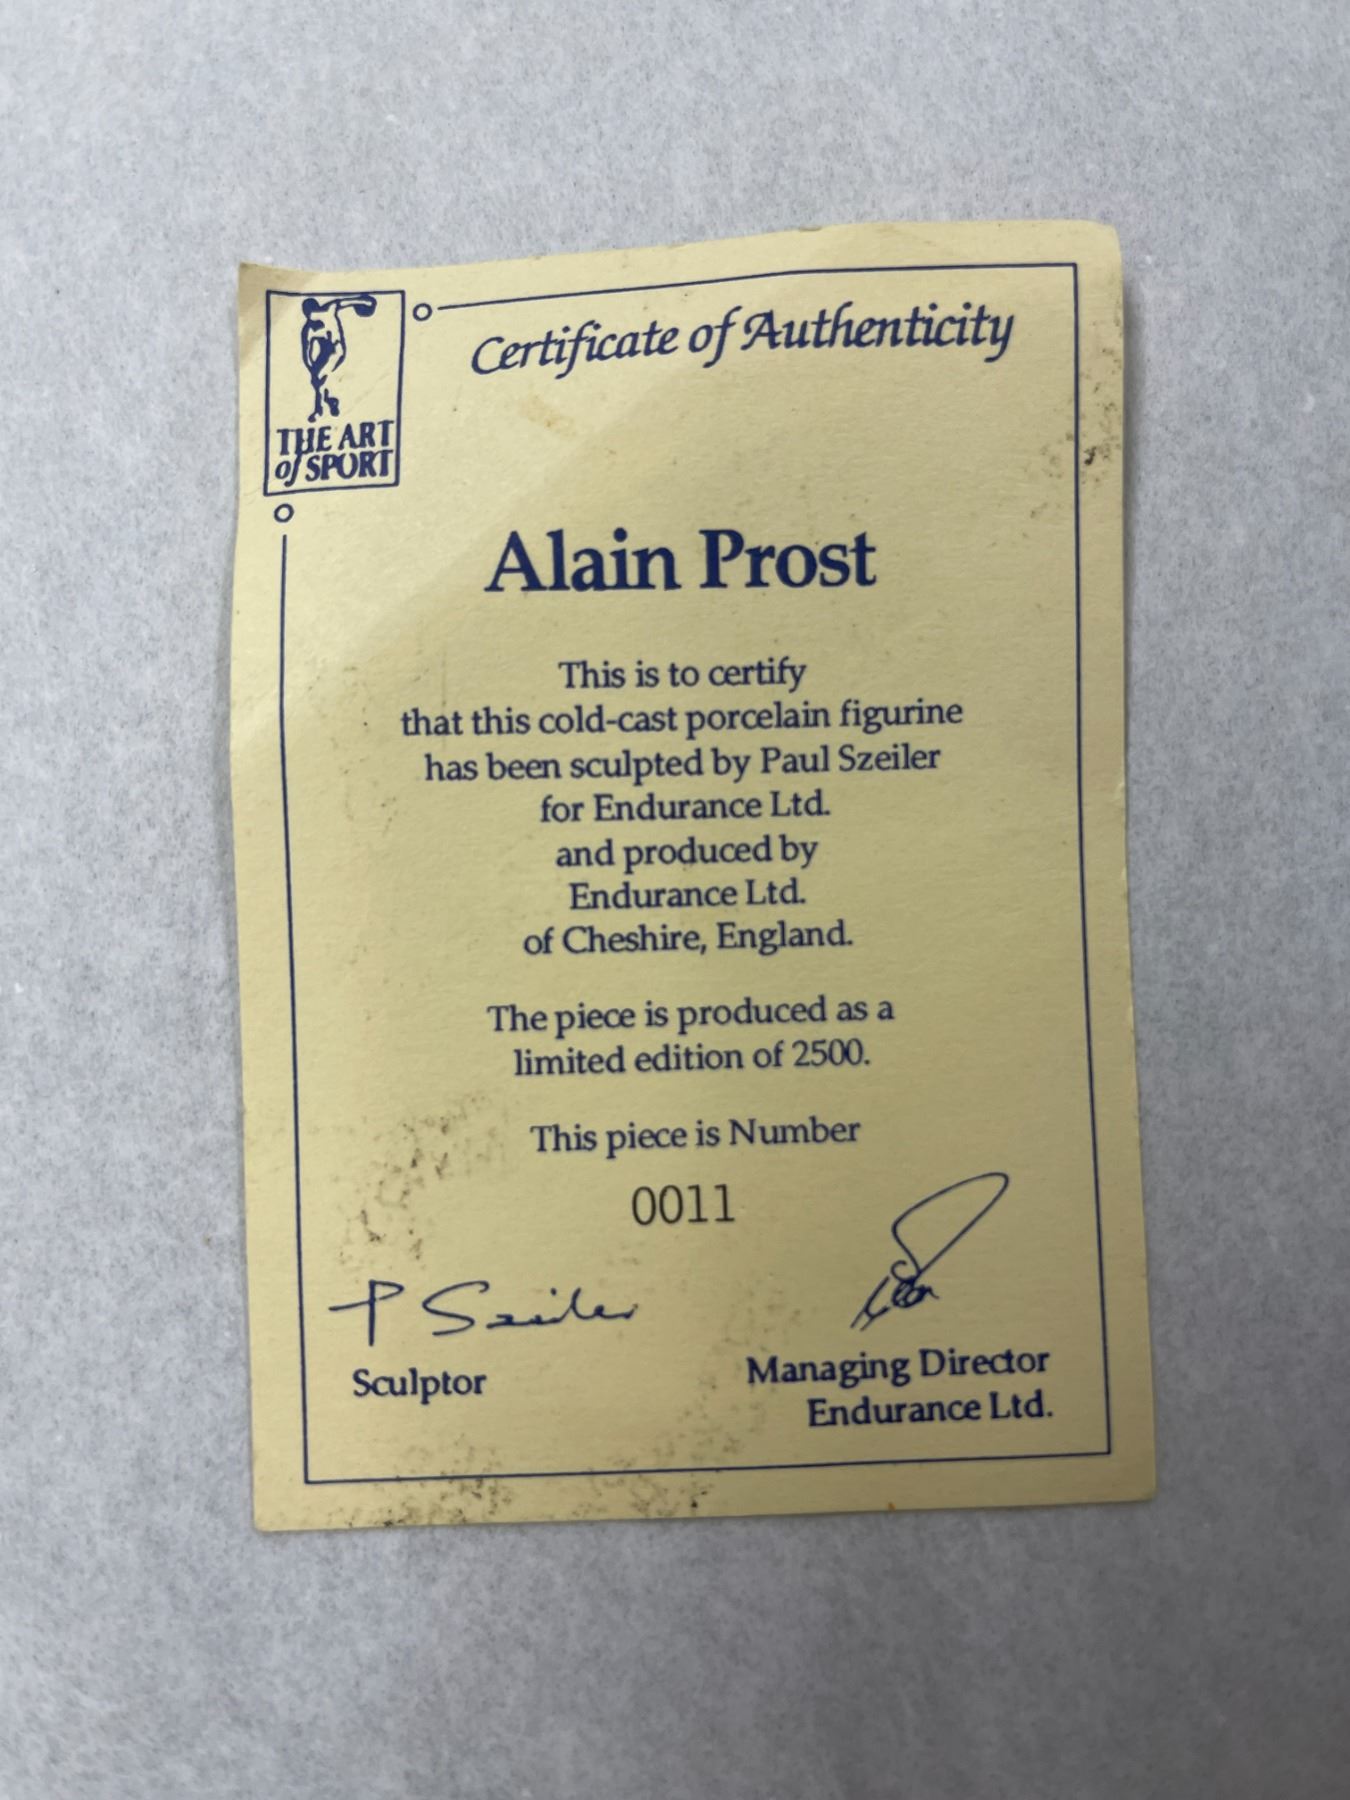 THE ART
of SPORT
Certificate of Authenticity
Alain Prost
This is to certify
that this cold-cast porcelain figurine
has been sculpted by Paul Szeiler
for Endurance Ltd.
and produced by
Endurance Ltd.
of Cheshire, England.
The piece is produced as a
limited edition of 2500.
This piece is Number
0011
P Szeiler
Sculptor
Managing Director
Endurance Ltd.